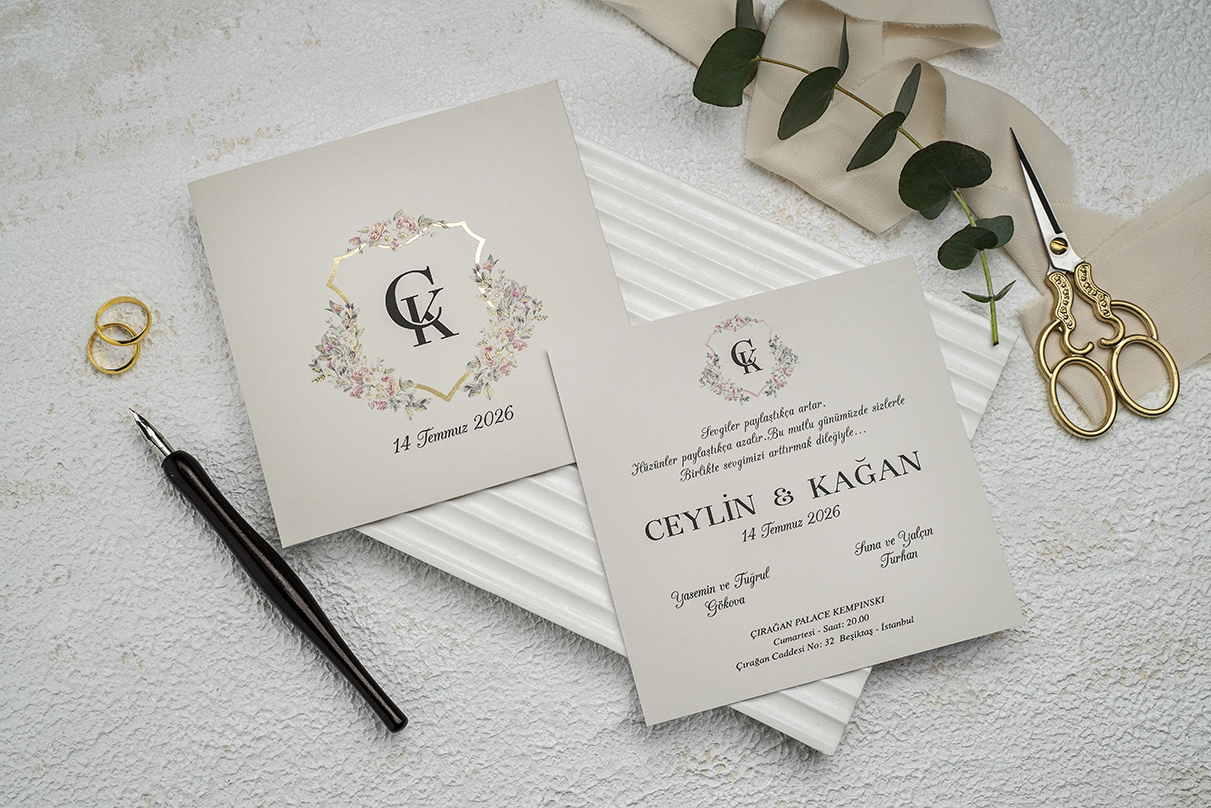 CK
14 Temmuz 2026
CK
Sevgiler paylaştıkça artar,
Hüzünler paylaştıkça azalır.Bu mutlu günümüzde sizlerle
Birlikte sevgimizi arttırmak dileğiyle...
CEYLİN & KAĞAN
14 Temmuz 2026
Yasemin ve Tuğrul
Gökova
Suna ve Yalçın
Turhan
ÇIRAĞAN PALACE KEMPINSKI
Cumartesi - Saat: 20.00
Çırağan Caddesi No: 32 Beşiktaş - İstanbul